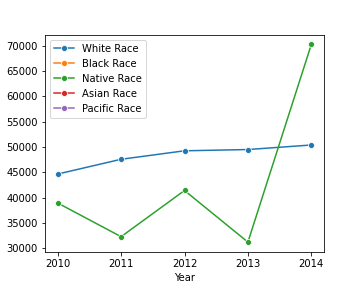 70000
65000
60000
55000
50000
45000
40000
35000
30000
White Race
Black Race
Native Race
Asian Race
Pacific Race
2010 2011 2012 2013 2014
Year